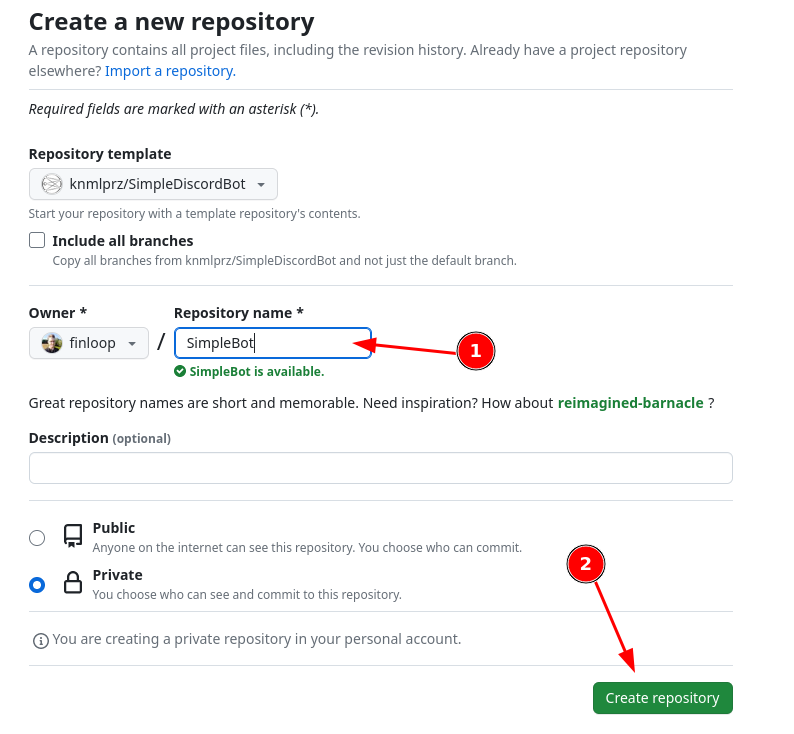 Create a new repository
A repository contains all project files, including the revision history. Already have a project repository
elsewhere? Import a repository.
Required fields are marked with an asterisk (*).
Repository template
knmlprz/SimpleDiscordBot
Start your repository with a template repository's contents.
Include all branches
Copy all branches from knmlprz/SimpleDiscordBot and not just the default branch.
Owner * Repository name *
finloop / SimpleBot 1
SimpleBot is available.
Great repository names are short and memorable. Need inspiration? How about reimagined-barnacle ?
Description (optional)
Public
Anyone on the internet can see this repository. You choose who can commit.
2
Private
You choose who can see and commit to this repository.
You are creating a private repository in your personal account.
Create repository